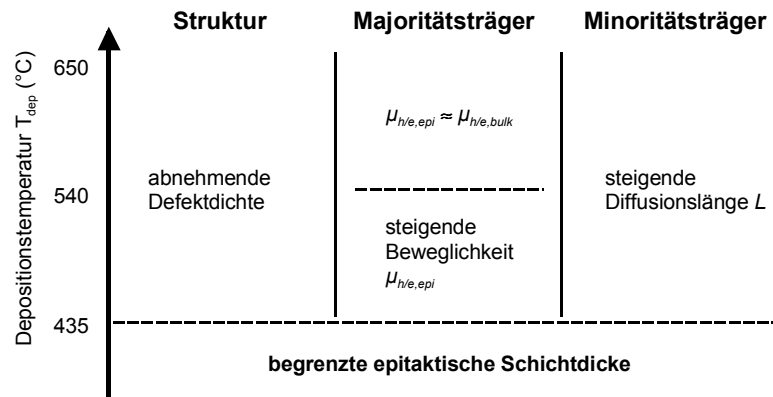 Struktur Majoritätsträger Minoritätsträger
Depositionstemperatur T_dep (°C)
650
μ_h/e,epi ≈ μ_h/e,bulk
abnehmende
Defektdichte
540
steigende
Diffusionslänge L
steigende
Beweglichkeit
μ_h/e,epi
435
begrenzte epitaktische Schichtdicke